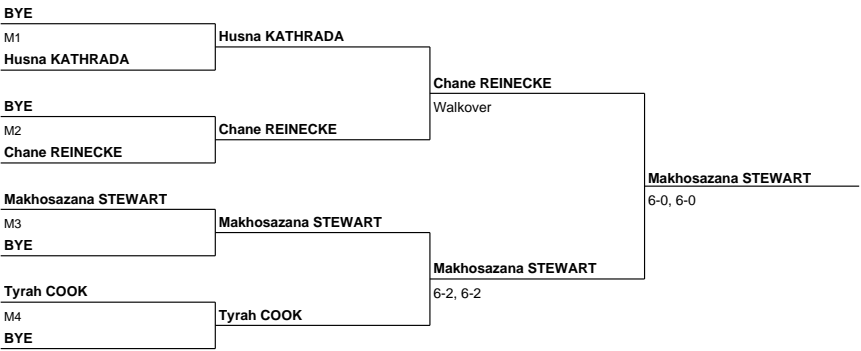 BYE
M1
Husna KATHRADA
Husna KATHRADA
Chane REINECKE
Walkover
BYE
M2
Chane REINECKE
Chane REINECKE
Makhosazana STEWART
6-0, 6-0
Makhosazana STEWART
M3
BYE
Makhosazana STEWART
Makhosazana STEWART
6-2, 6-2
Tyrah COOK
M4
BYE
Tyrah COOK